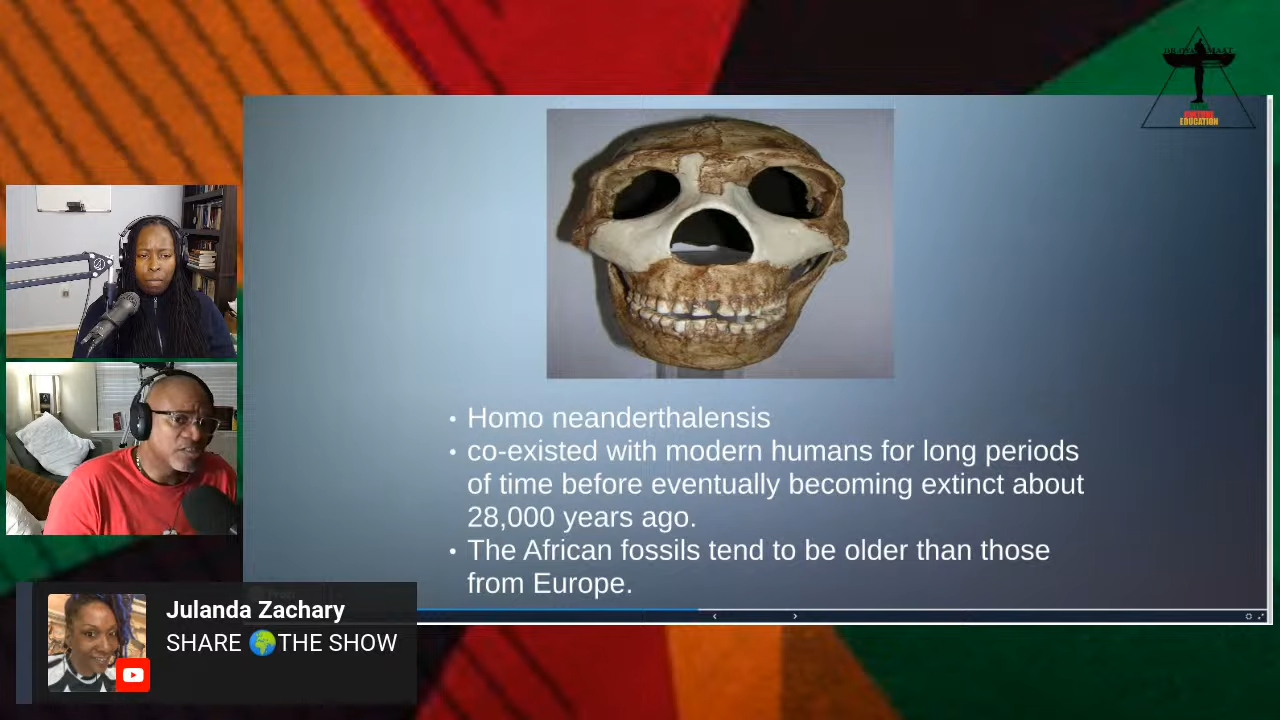 CULTURE
EDUCATION
• Homo neanderthalensis
• co-existed with modern humans for long periods
of time before eventually becoming extinct about
28,000 years ago.
• The African fossils tend to be older than those
from Europe.
Julanda Zachary
SHARE 🌍THE SHOW